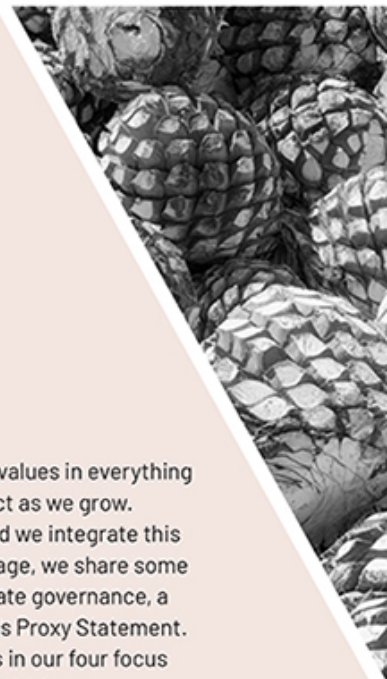 values in everything
ct as we grow.
d we integrate this
age, we share some
ate governance, a
s Proxy Statement.
s in our four focus